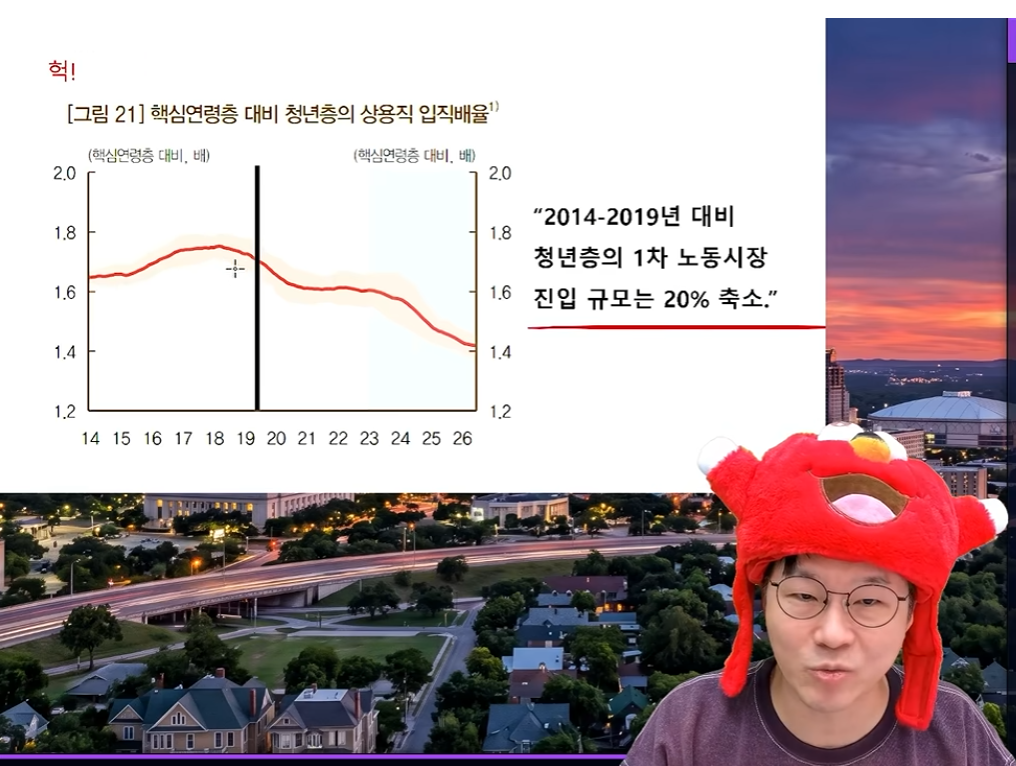 헉!
[그림 21] 핵심연령층 대비 청년층의 상용직 입직배율1)
(핵심연령층 대비, 배) (핵심연령층 대비, 배)
2.0 2.0
1.8 1.8
1.6 1.6
1.4 1.4
1.2 1.2
14 15 16 17 18 19 20 21 22 23 24 25 26
“2014-2019년 대비
청년층의 1차 노동시장
진입 규모는 20% 축소.”